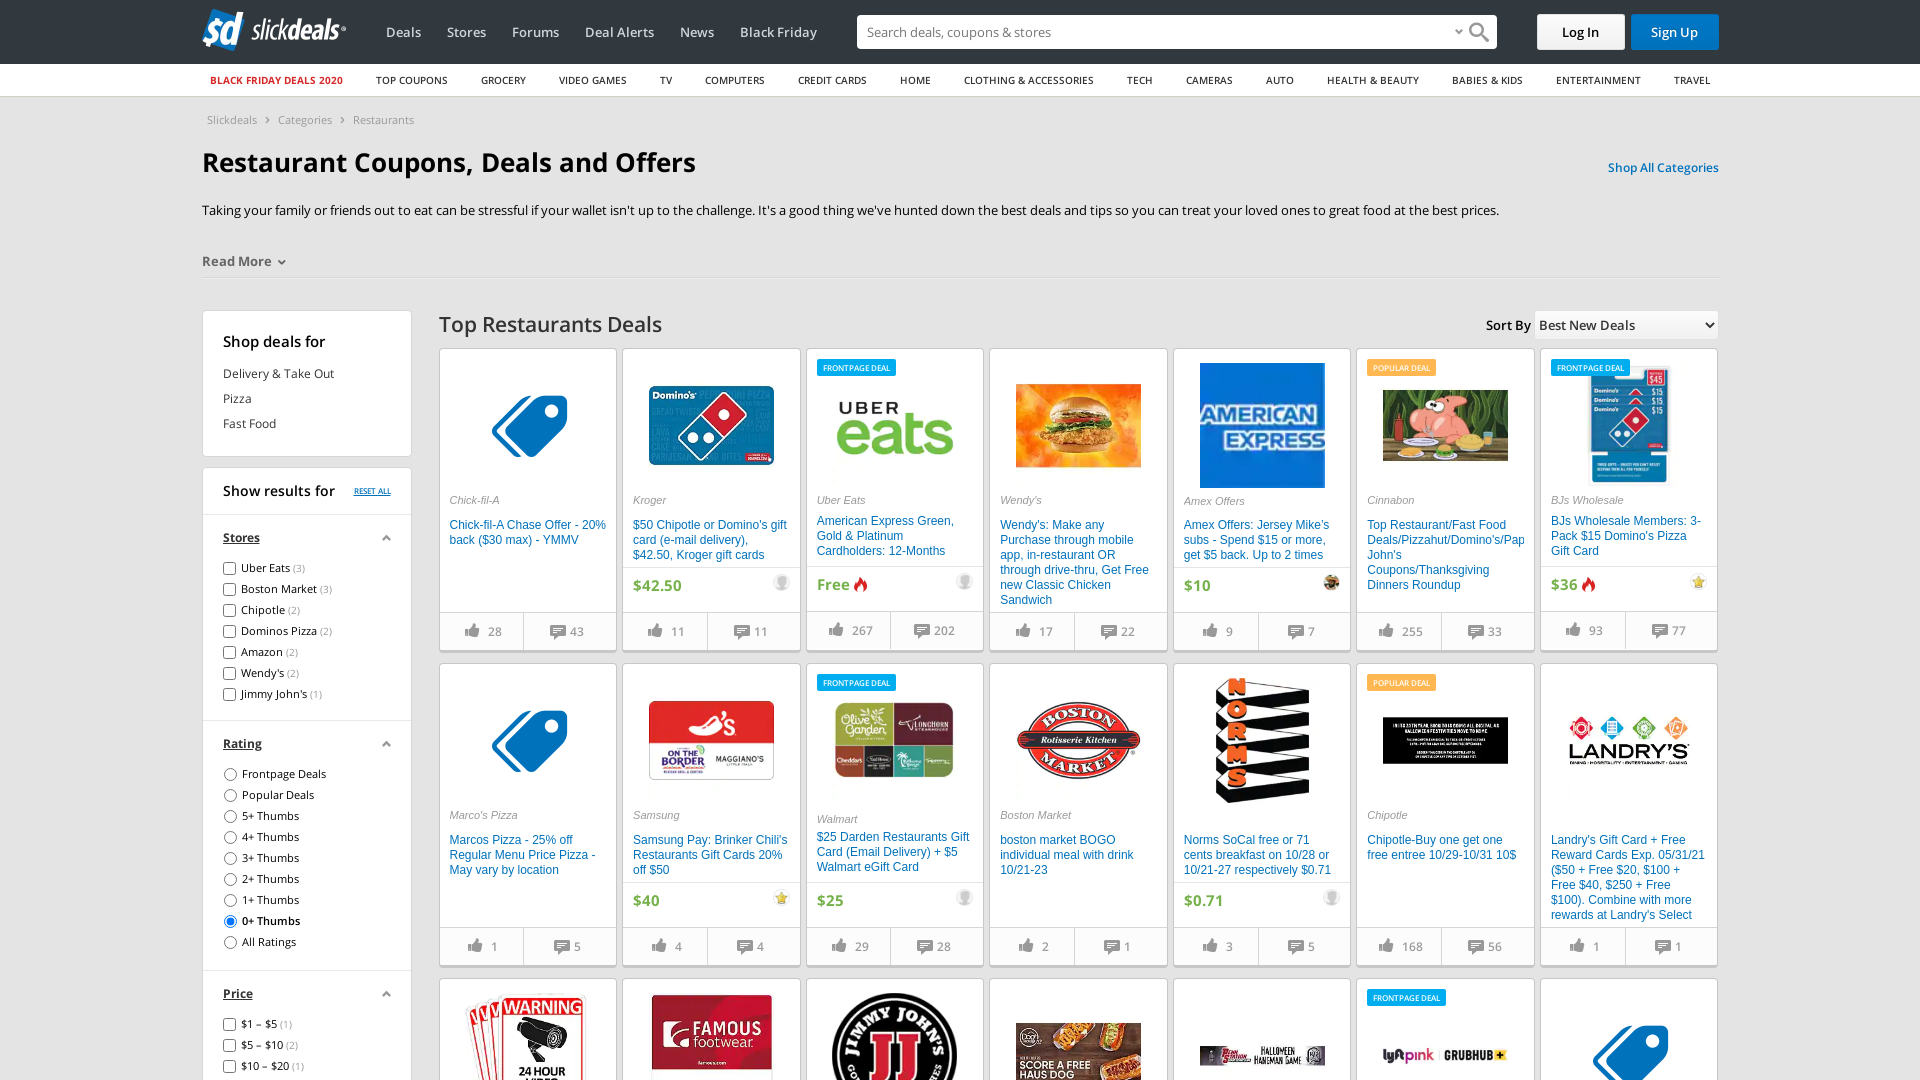 sd slickdeals
Deals
Stores
Forums
Deal Alerts
News
Black Friday
Search deals, coupons & stores
Log In
Sign Up
BLACK FRIDAY DEALS 2020
TOP COUPONS
GROCERY
VIDEO GAMES
TV
COMPUTERS
CREDIT CARDS
HOME
CLOTHING & ACCESSORIES
TECH
CAMERAS
AUTO
HEALTH & BEAUTY
BABIES & KIDS
ENTERTAINMENT
TRAVEL
Slickdeals > Categories > Restaurants
Restaurant Coupons, Deals and Offers
Shop All Categories
Taking your family or friends out to eat can be stressful if your wallet isn't up to the challenge. It's a good thing we've hunted down the best deals and tips so you can treat your loved ones to great food at the best prices.
Read More
Shop deals for
Delivery & Take Out
Pizza
Fast Food
Show results for
RESET ALL
Stores
Uber Eats (3)
Boston Market (3)
Chipotle (2)
Dominos Pizza (2)
Amazon (2)
Wendy's (2)
Jimmy John's (1)
Rating
Frontpage Deals
Popular Deals
5+ Thumbs
4+ Thumbs
3+ Thumbs
2+ Thumbs
1+ Thumbs
0+ Thumbs
All Ratings
Price
$1 – $5 (1)
$5 – $10 (2)
$10 – $20 (1)
Top Restaurants Deals
Sort By
Best New Deals
Chick-fil-A
Chick-fil-A Chase Offer - 20%
back ($30 max) - YMMV
28
43
Domino's
Kroger
$50 Chipotle or Domino's gift
card (e-mail delivery),
$42.50, Kroger gift cards
$42.50
11
11
FRONTPAGE DEAL
UBER
eats
Uber Eats
American Express Green,
Gold & Platinum
Cardholders: 12-Months
Free
267
202
Wendy's
Wendy's: Make any
Purchase through mobile
app, in-restaurant OR
through drive-thru, Get Free
new Classic Chicken
Sandwich
17
22
AMERICAN
EXPRESS
Amex Offers
Amex Offers: Jersey Mike's
subs - Spend $15 or more,
get $5 back. Up to 2 times
$10
9
7
POPULAR DEAL
Cinnabon
Top Restaurant/Fast Food
Deals/Pizzahut/Domino's/Pap
John's
Coupons/Thanksgiving
Dinners Roundup
255
33
FRONTPAGE DEAL
$45
$15
$15
$15
BJs Wholesale
BJs Wholesale Members: 3-
Pack $15 Domino's Pizza
Gift Card
$36
93
77
Marco's Pizza
Marcos Pizza - 25% off
Regular Menu Price Pizza -
May vary by location
1
5
ON THE
BORDER
MAGGIANO'S
Samsung
Samsung Pay: Brinker Chili's
Restaurants Gift Cards 20%
off $50
$40
4
4
FRONTPAGE DEAL
Olive
Garden
LONGHORN
STEAKHOUSE
Walmart
$25 Darden Restaurants Gift
Card (Email Delivery) + $5
Walmart eGift Card
$25
29
28
BOSTON
Rotisserie Kitchen
MARKET
Boston Market
boston market BOGO
individual meal with drink
10/21-23
2
1
NORMS
Norms SoCal free or 71
cents breakfast on 10/28 or
10/21-27 respectively $0.71
$0.71
3
5
POPULAR DEAL
Chipotle
Chipotle-Buy one get one
free entree 10/29-10/31 10$
168
56
LANDRY'S
DINING • HOSPITALITY • ENTERTAINMENT • GAMING
Landry's Gift Card + Free
Reward Cards Exp. 05/31/21
($50 + Free $20, $100 +
Free $40, $250 + Free
$100). Combine with more
rewards at Landry's Select
1
1
WARNING
24 HOUR
FAMOUS
footwear
famous.com
JIMMY JOHN'S
JJ
SCORE A FREE
HAUS DOG
HALLOWEEN
HANGMAN GAME
FRONTPAGE DEAL
lyft pink
GRUBHUB+